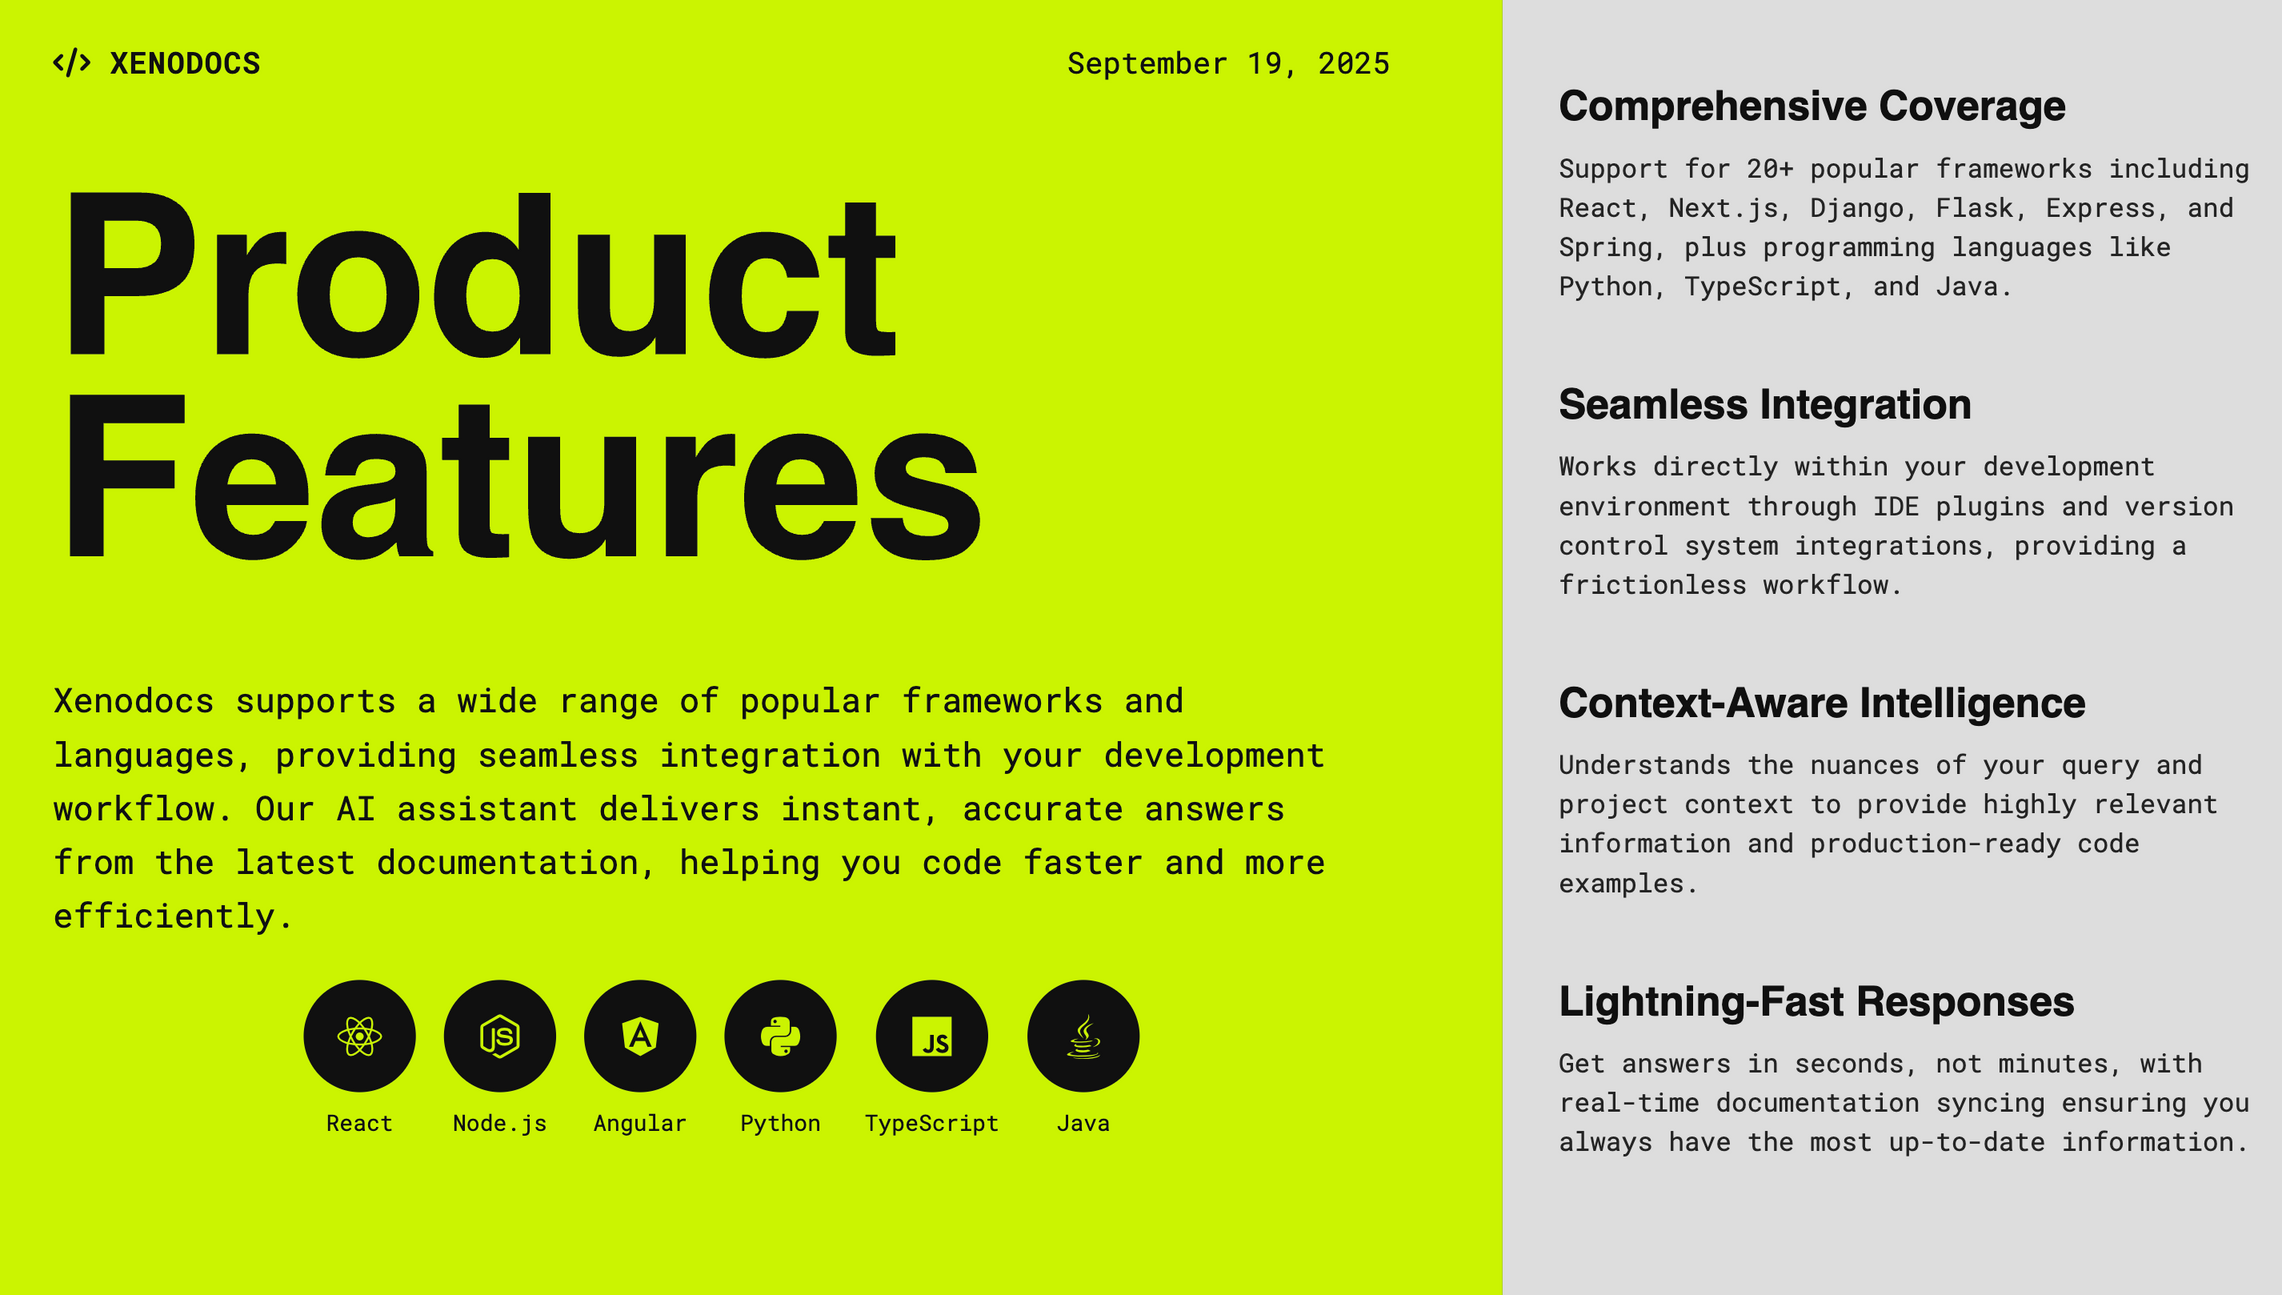 </> XENODOCS
September 19, 2025
Product
Features
Xenodocs supports a wide range of popular frameworks and
languages, providing seamless integration with your development
workflow. Our AI assistant delivers instant, accurate answers
from the latest documentation, helping you code faster and more
efficiently.
JS
A
JS
React
Node.js
Angular
Python
TypeScript
Java
Comprehensive Coverage
Support for 20+ popular frameworks including
React, Next.js, Django, Flask, Express, and
Spring, plus programming languages like
Python, TypeScript, and Java.
Seamless Integration
Works directly within your development
environment through IDE plugins and version
control system integrations, providing a
frictionless workflow.
Context-Aware Intelligence
Understands the nuances of your query and
project context to provide highly relevant
information and production-ready code
examples.
Lightning-Fast Responses
Get answers in seconds, not minutes, with
real-time documentation syncing ensuring you
always have the most up-to-date information.